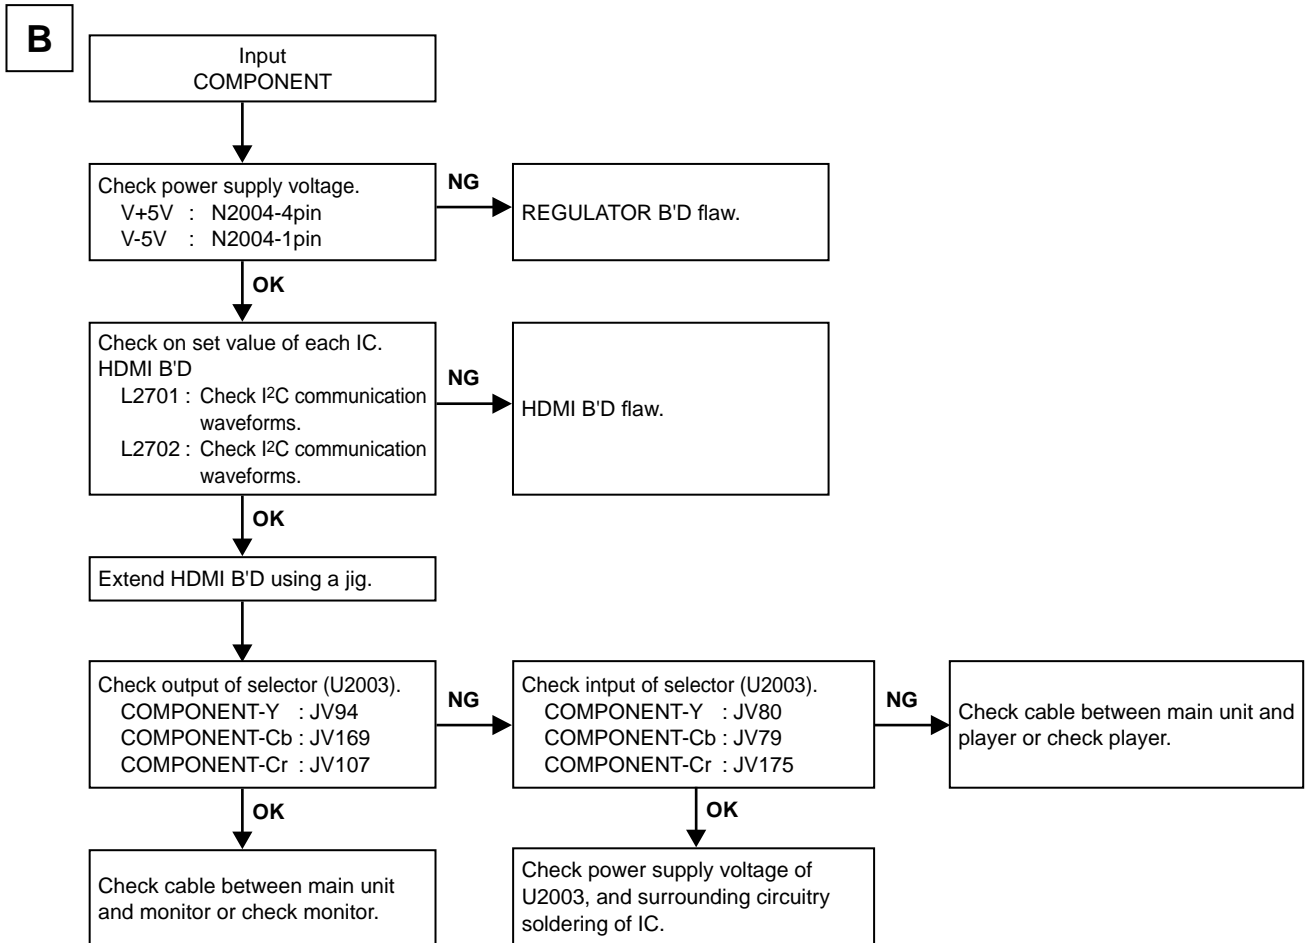 B
Input
COMPONENT
Check power supply voltage.
V+5V : N2004-4pin
V-5V : N2004-1pin
NG
REGULATOR B'D flaw.
OK
Check on set value of each IC.
HDMI B'D
L2701 : Check I2C communication
waveforms.
L2702 : Check I2C communication
waveforms.
NG
HDMI B'D flaw.
OK
Extend HDMI B'D using a jig.
Check output of selector (U2003).
COMPONENT-Y : JV94
COMPONENT-Cb : JV169
COMPONENT-Cr : JV107
NG
Check intput of selector (U2003).
COMPONENT-Y : JV80
COMPONENT-Cb : JV79
COMPONENT-Cr : JV175
NG
Check cable between main unit and
player or check player.
OK
Check cable between main unit
and monitor or check monitor.
OK
Check power supply voltage of
U2003, and surrounding circuitry
soldering of IC.